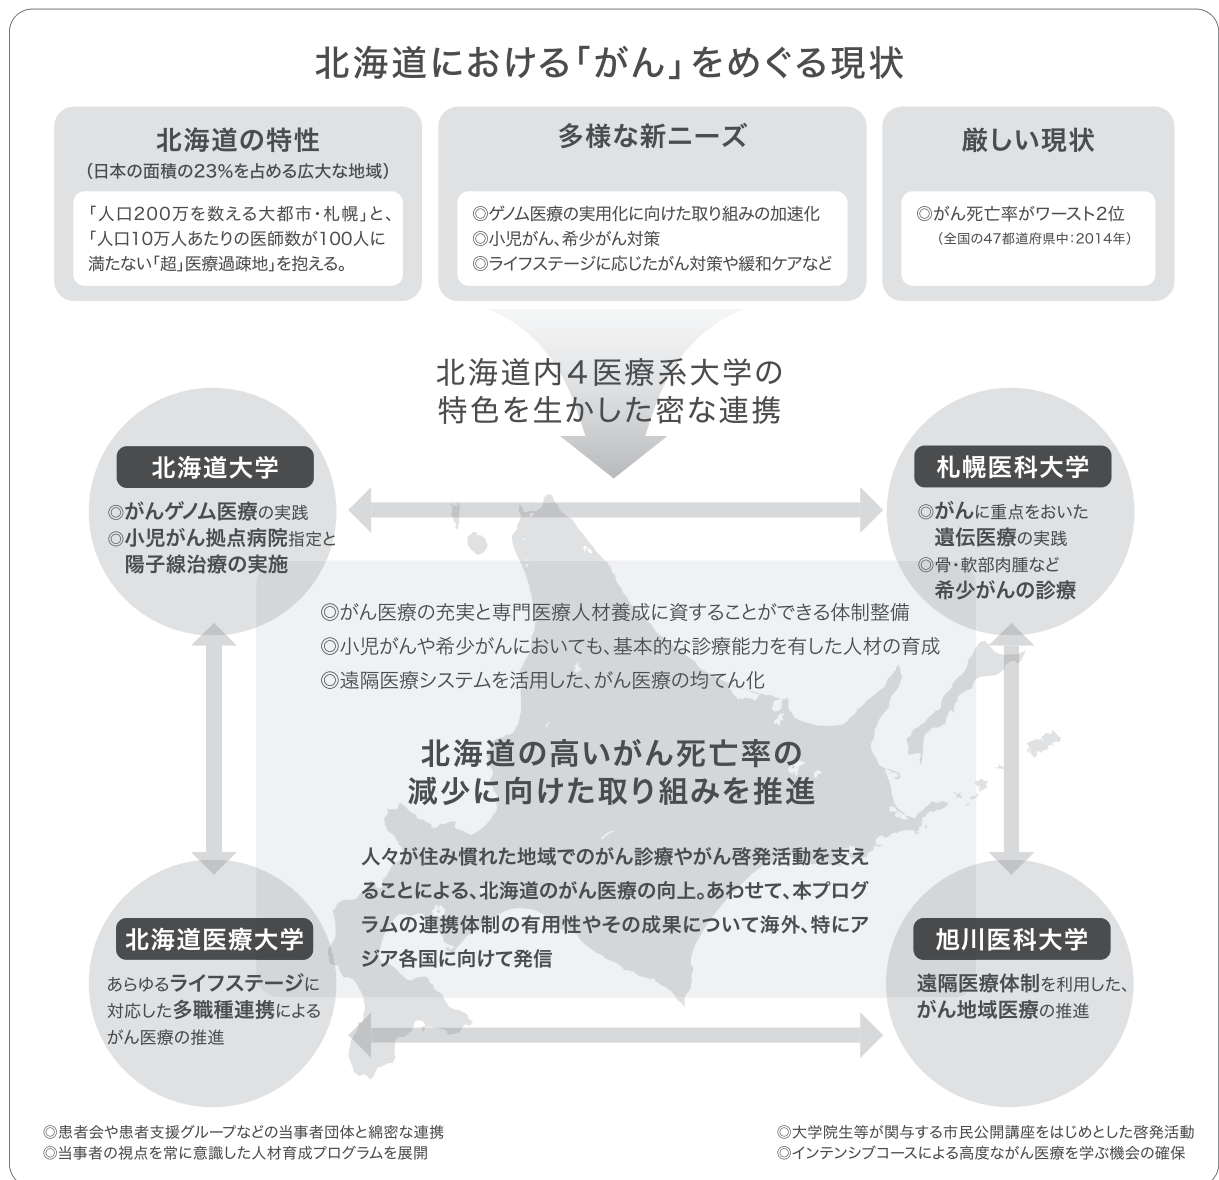 北海道における「がん」をめぐる現状
北海道の特性
（日本の面積の23％を占める広大な地域）
「人口200万を数える大都市・札幌」と、
「人口10万人あたりの医師数が100人に
満たない「超」医療過疎地」を抱える。
多様な新ニーズ
◎ゲノム医療の実用化に向けた取り組みの加速化
◎小児がん、希少がん対策
◎ライフステージに応じたがん対策や緩和ケアなど
厳しい現状
◎がん死亡率がワースト2位
（全国の47都道府県中：2014年）
北海道内４医療系大学の
特色を生かした密な連携
北海道大学
◎がんゲノム医療の実践
◎小児がん拠点病院指定と
陽子線治療の実施
札幌医科大学
◎がんに重点をおいた
遺伝医療の実践
◎骨・軟部肉腫など
希少がんの診療
◎がん医療の充実と専門医療人材養成に資することができる体制整備
◎小児がんや希少がんにおいても、基本的な診療能力を有した人材の育成
◎遠隔医療システムを活用した、がん医療の均てん化
北海道の高いがん死亡率の
減少に向けた取り組みを推進
人々が住み慣れた地域でのがん診療やがん啓発活動を支え
ることによる、北海道のがん医療の向上。あわせて、本プログ
ラムの連携体制の有用性やその成果について海外、特にア
ジア各国に向けて発信
北海道医療大学
あらゆるライフステージに
対応した多職種連携による
がん医療の推進
旭川医科大学
遠隔医療体制を利用した、
がん地域医療の推進
◎患者会や患者支援グループなどの当事者団体と綿密な連携
◎当事者の視点を常に意識した人材育成プログラムを展開
◎大学院生等が関与する市民公開講座をはじめとした啓発活動
◎インテンシブコースによる高度ながん医療を学ぶ機会の確保